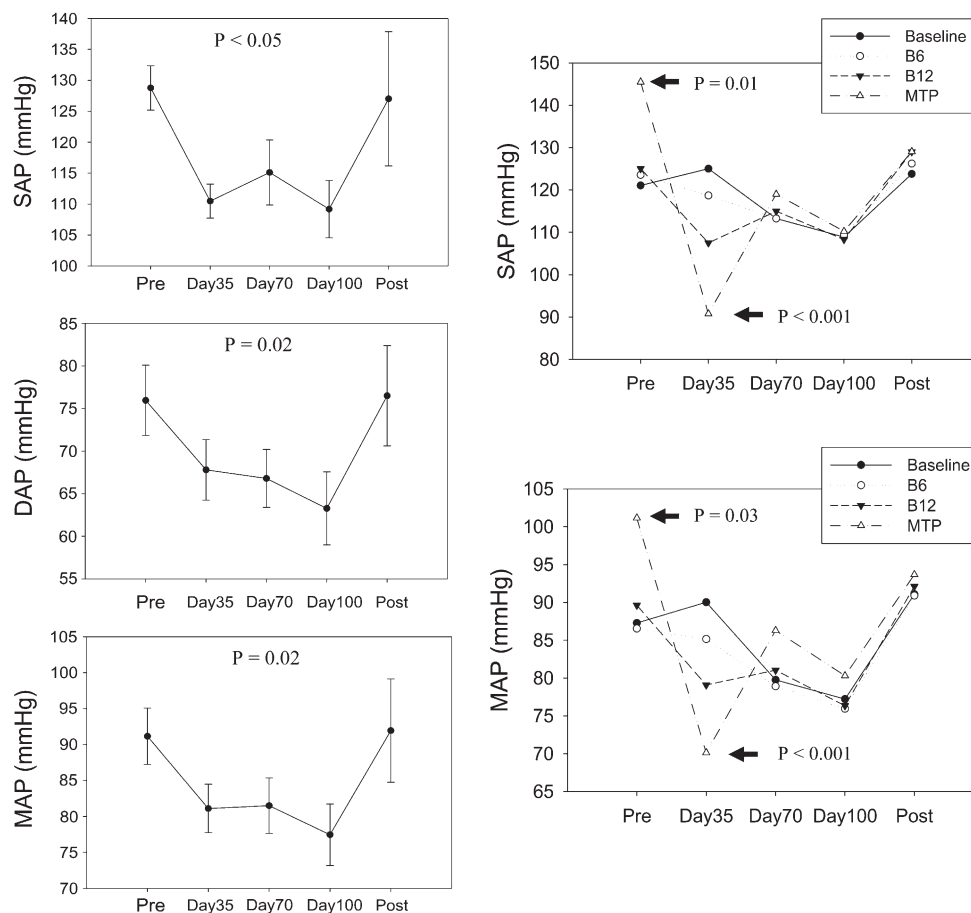 P < 0.05
SAP (mmHg)
140
135
130
125
120
115
110
105
100
Pre Day35 Day70 Day100 Post
P = 0.02
DAP (mmHg)
85
80
75
70
65
60
55
Pre Day35 Day70 Day100 Post
P = 0.02
MAP (mmHg)
105
100
95
90
85
80
75
70
Pre Day35 Day70 Day100 Post
Baseline
B6
B12
MTP
P = 0.01
P < 0.001
SAP (mmHg)
150
140
130
120
110
100
90
80
Pre Day35 Day70 Day100 Post
Baseline
B6
B12
MTP
P = 0.03
P < 0.001
MAP (mmHg)
105
100
95
90
85
80
75
70
65
Pre Day35 Day70 Day100 Post